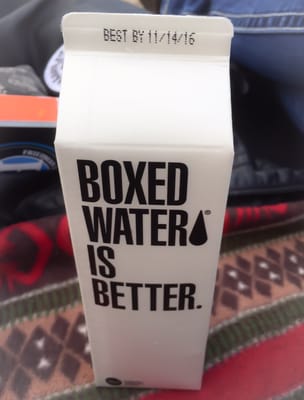 BEST BY 11/14/16
BOXED
WATER
IS
BETTER.